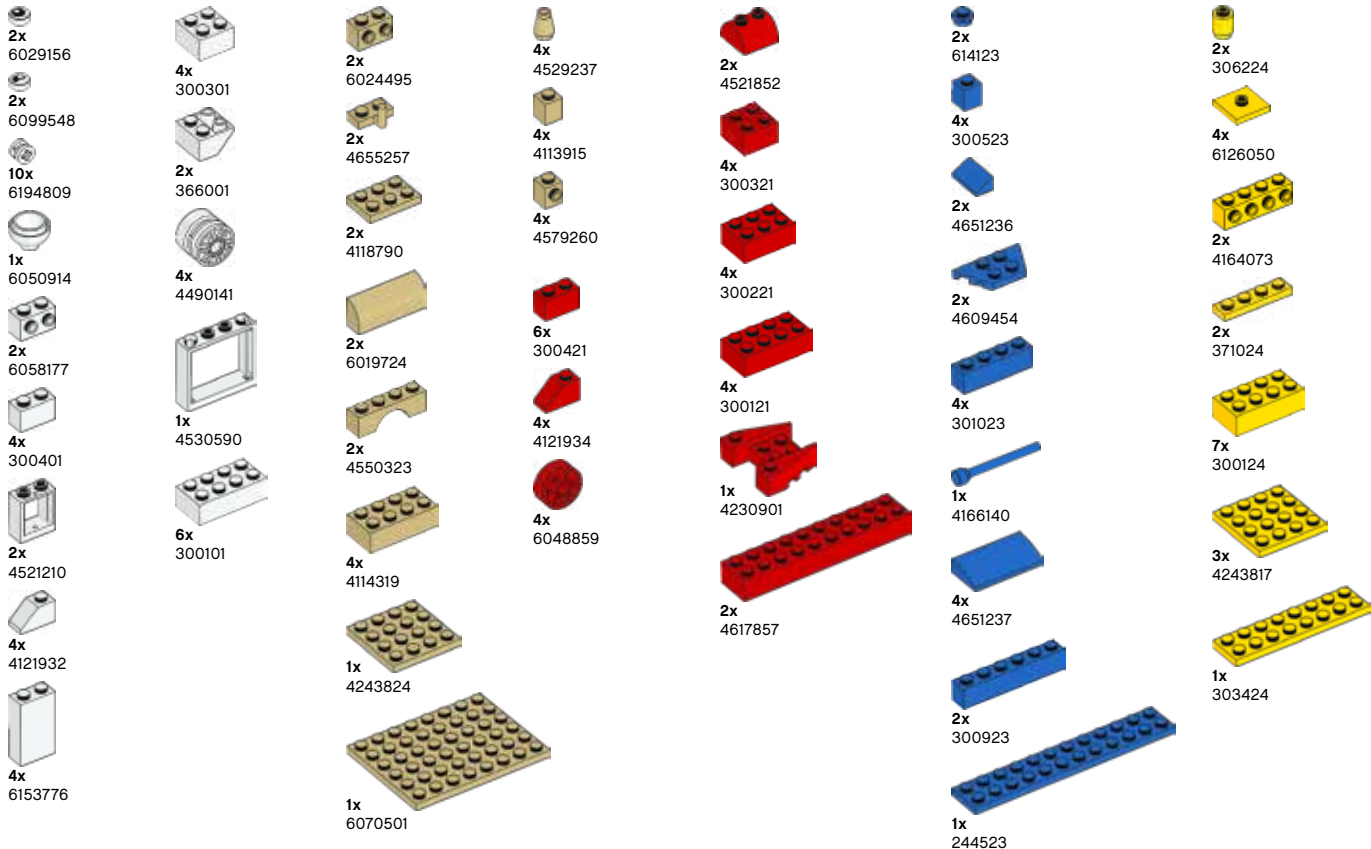 2x
6029156
2x
6099548
10x
6194809
1x
6050914
2x
6058177
4x
300401
2x
4521210
4x
4121932
4x
6153776
4x
300301
2x
366001
4x
4490141
1x
4530590
6x
300101
2x
6024495
2x
4655257
2x
4118790
2x
6019724
2x
4550323
4x
4114319
1x
4243824
1x
6070501
4x
4529237
4x
4113915
4x
4579260
6x
300421
4x
4121934
4x
6048859
2x
4521852
4x
300321
4x
300221
4x
300121
1x
4230901
2x
4617857
2x
614123
4x
300523
2x
4651236
2x
4609454
4x
301023
1x
4166140
4x
4651237
2x
300923
1x
244523
2x
306224
4x
6126050
2x
4164073
2x
371024
7x
300124
3x
4243817
1x
303424